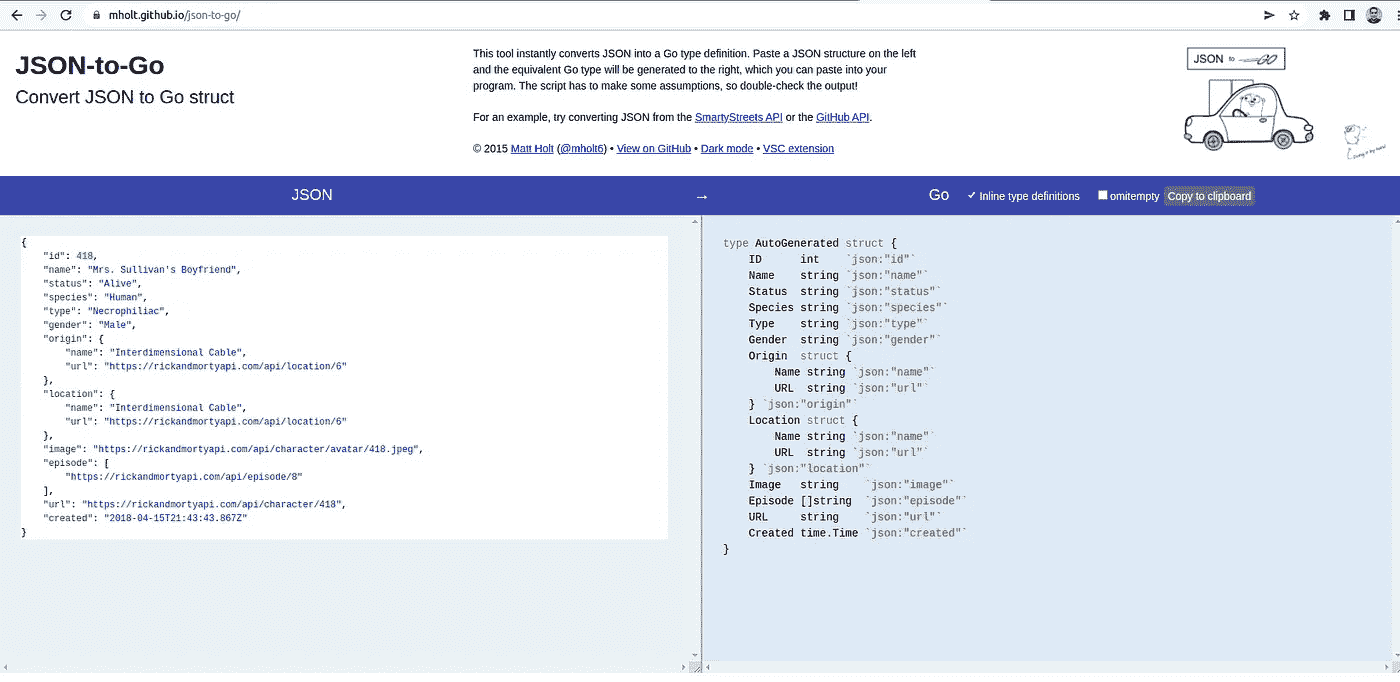 mholt.github.io/json-to-go/
JSON-to-Go
Convert JSON to Go struct
This tool instantly converts JSON into a Go type definition. Paste a JSON structure on the left
and the equivalent Go type will be generated to the right, which you can paste into your
program. The script has to make some assumptions, so double-check the output!
For an example, try converting JSON from the SmartyStreets API or the GitHub API.
© 2015 Matt Holt (@mholt6) • View on GitHub • Dark mode • VSC extension
JSON to GO
JSON → Go ✓ Inline type definitions omitempty Copy to clipboard
{
    "id": 418,
    "name": "Mrs. Sullivan's Boyfriend",
    "status": "Alive",
    "species": "Human",
    "type": "Necrophiliac",
    "gender": "Male",
    "origin": {
        "name": "Interdimensional Cable",
        "url": "https://rickandmortyapi.com/api/location/6"
    },
    "location": {
        "name": "Interdimensional Cable",
        "url": "https://rickandmortyapi.com/api/location/6"
    },
    "image": "https://rickandmortyapi.com/api/character/avatar/418.jpeg",
    "episode": [
        "https://rickandmortyapi.com/api/episode/8"
    ],
    "url": "https://rickandmortyapi.com/api/character/418",
    "created": "2018-04-15T21:43:43.867Z"
}
type AutoGenerated struct {
    ID      int    `json:"id"`
    Name    string `json:"name"`
    Status  string `json:"status"`
    Species string `json:"species"`
    Type    string `json:"type"`
    Gender  string `json:"gender"`
    Origin  struct {
        Name string `json:"name"`
        URL  string `json:"url"`
    } `json:"origin"`
    Location struct {
        Name string `json:"name"`
        URL  string `json:"url"`
    } `json:"location"`
    Image   string    `json:"image"`
    Episode []string  `json:"episode"`
    URL     string    `json:"url"`
    Created time.Time `json:"created"`
}